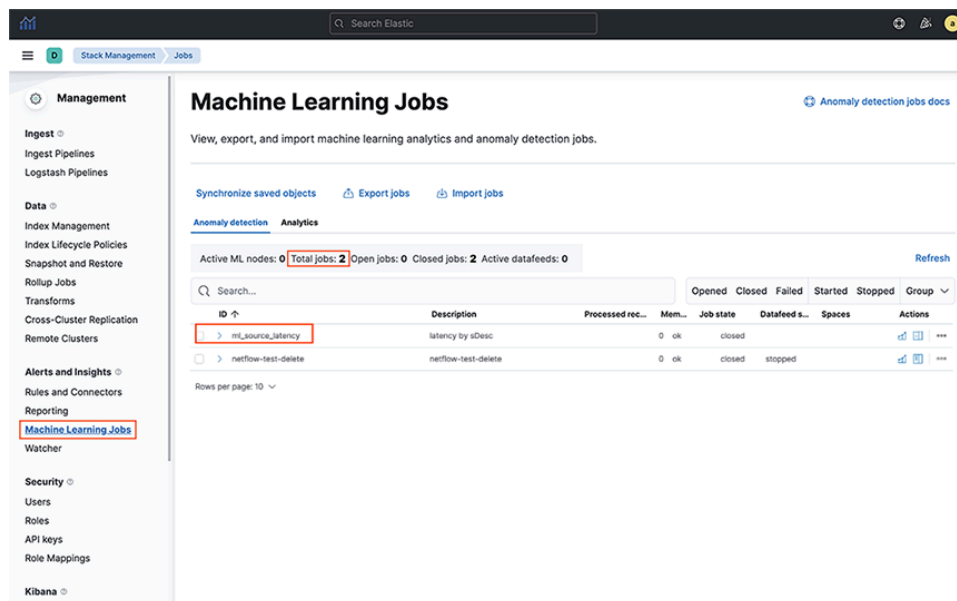 Search Elastic
a
D Stack Management Jobs
Management
Ingest
Ingest Pipelines
Logstash Pipelines
Data
Index Management
Index Lifecycle Policies
Snapshot and Restore
Rollup Jobs
Transforms
Cross-Cluster Replication
Remote Clusters
Alerts and Insights
Rules and Connectors
Reporting
Machine Learning Jobs
Watcher
Security
Users
Roles
API keys
Role Mappings
Kibana
Machine Learning Jobs
Anomaly detection jobs docs
View, export, and import machine learning analytics and anomaly detection jobs.
Synchronize saved objects Export jobs Import jobs
Anomaly detection Analytics
Active ML nodes: 0 Total jobs: 2 Open jobs: 0 Closed jobs: 2 Active datafeeds: 0 Refresh
Search... Opened Closed Failed Started Stopped Group
ID Description Processed rec... Mem... Job state Datafeed s... Spaces Actions
ml_source_latency latency by sDesc 0 ok closed
netflow-test-delete netflow-test-delete 0 ok closed stopped
Rows per page: 10